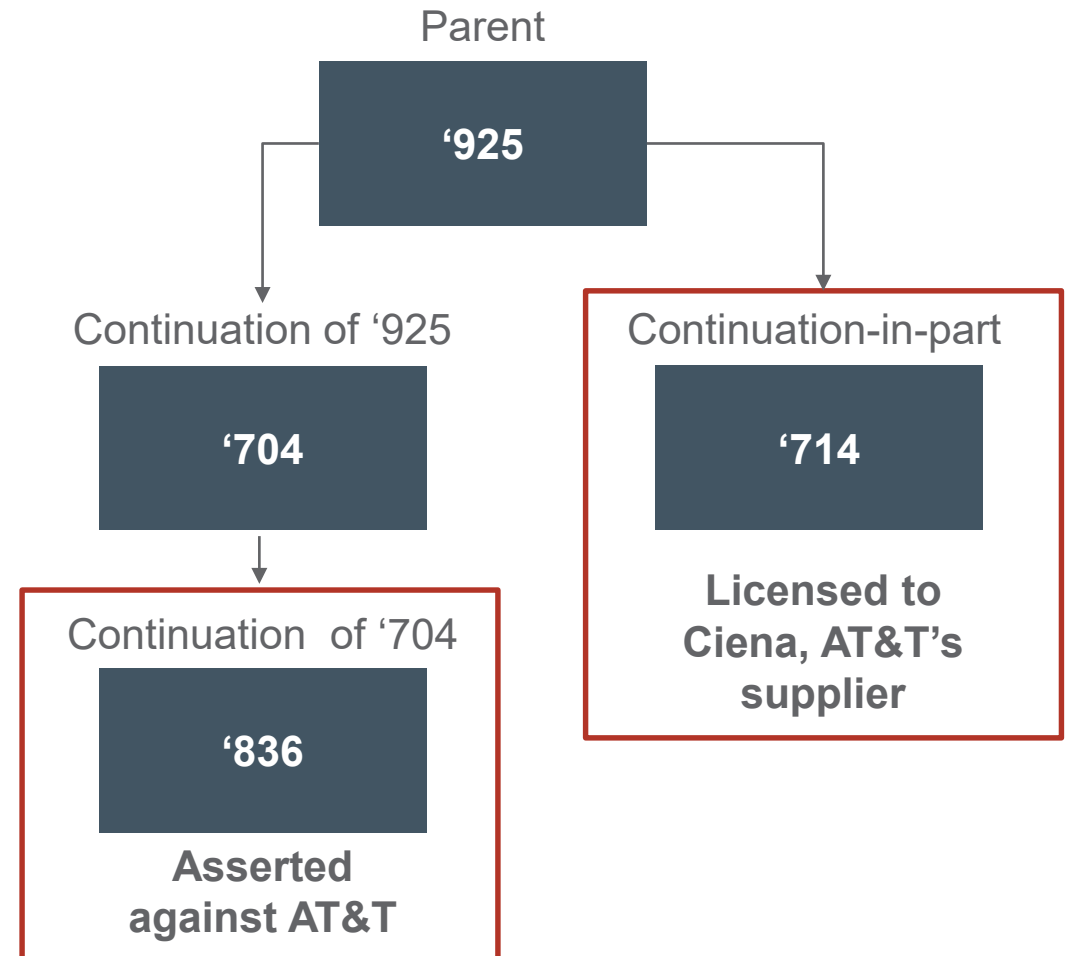 Parent
‘925
Continuation of ‘925
‘704
Continuation-in-part
‘714
Licensed to
Ciena, AT&T’s
supplier
Continuation  of ‘704
‘836
Asserted
against AT&T